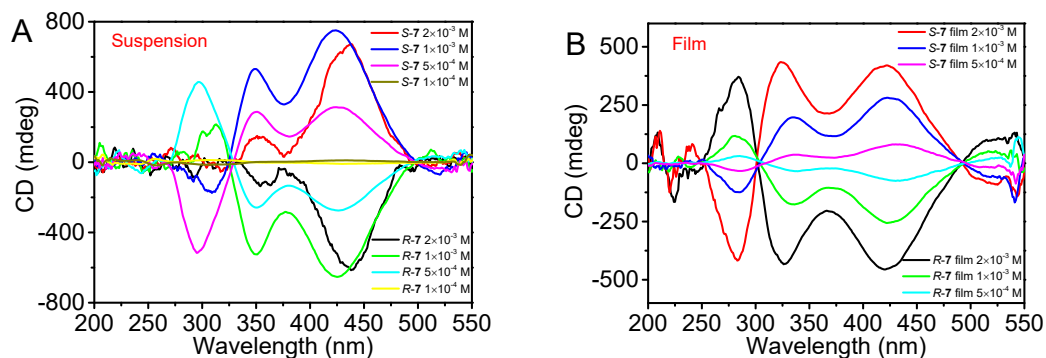 A
Suspension
S-7 2×10⁻³ M
S-7 1×10⁻³ M
S-7 5×10⁻⁴ M
S-7 1×10⁻⁴ M
R-7 2×10⁻³ M
R-7 1×10⁻³ M
R-7 5×10⁻⁴ M
R-7 1×10⁻⁴ M
CD (mdeg)
800
400
0
-400
-800
200 250 300 350 400 450 500 550
Wavelength (nm)
B
Film
S-7 film 2×10⁻³ M
S-7 film 1×10⁻³ M
S-7 film 5×10⁻⁴ M
R-7 film 2×10⁻³ M
R-7 film 1×10⁻³ M
R-7 film 5×10⁻⁴ M
CD (mdeg)
500
250
0
-250
-500
200 250 300 350 400 450 500 550
Wavelength (nm)